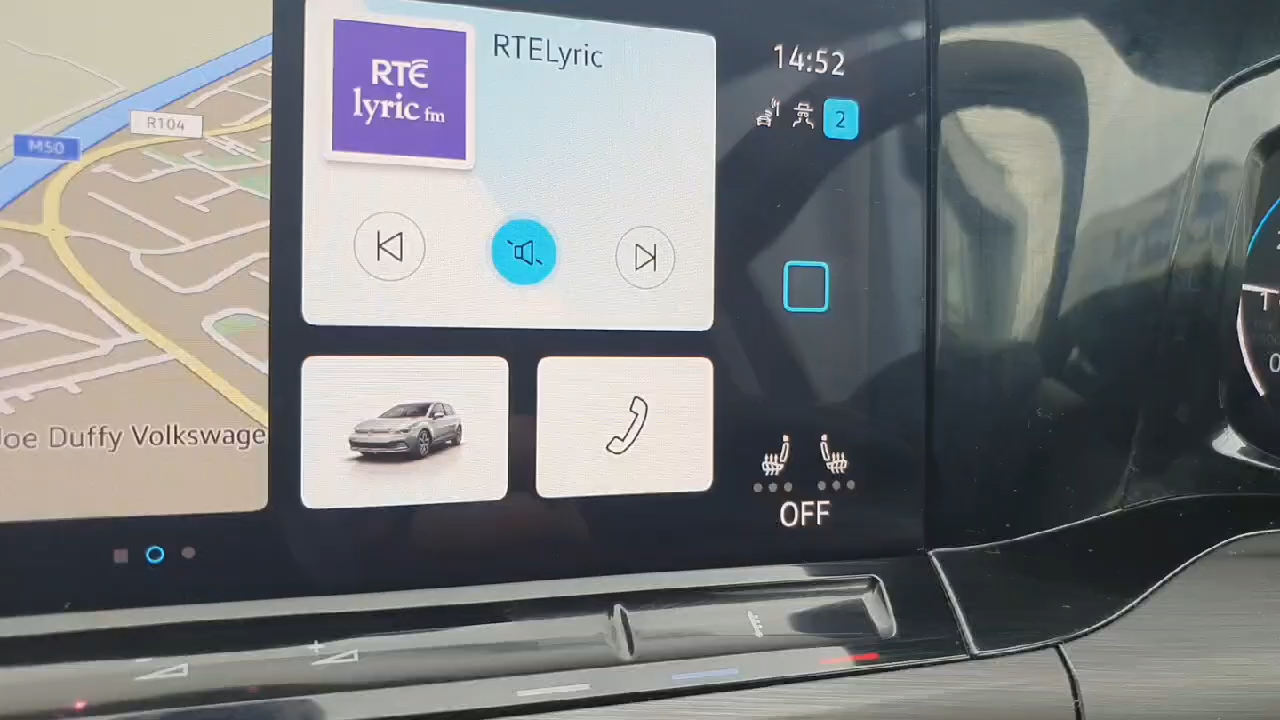 M50
R104
Joe Duffy Volkswage
RTÉ
lyric fm
RTELyric
14:52
2
OFF